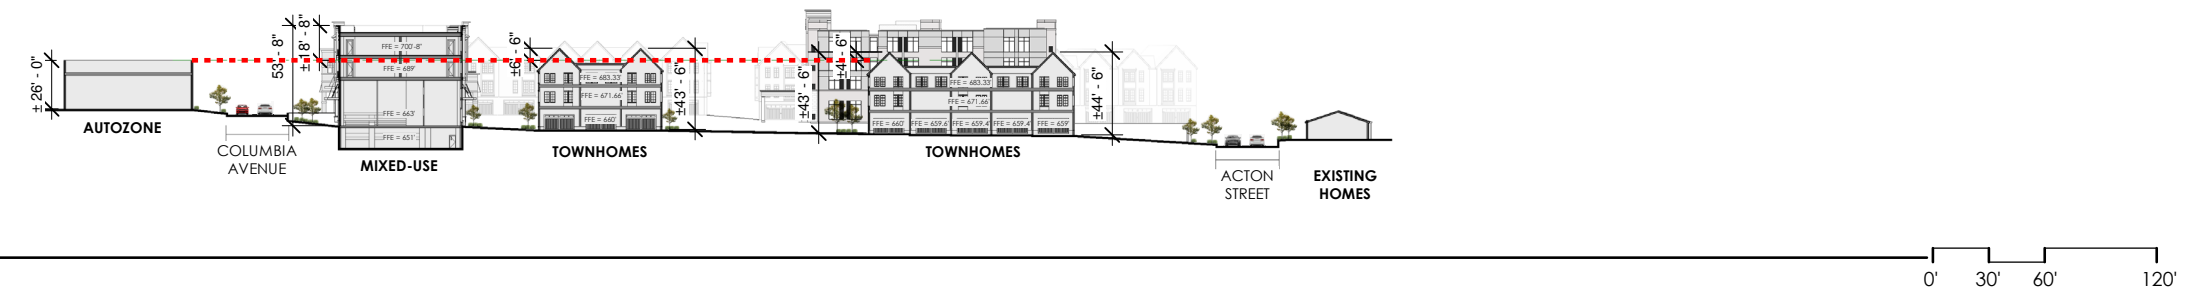 ± 26' - 0"
AUTOZONE
COLUMBIA
AVENUE
53 - 8"
±18' - 8"
FFE = 700'-8"
FFE = 689'
FFE = 663'
FFE = 651'
MIXED-USE
±6' - 6"
FFE = 683.33'
FFE = 671.66'
FFE = 660'
±43' - 6"
TOWNHOMES
±43' - 6"
±4' - 6"
FFE = 683.33'
FFE = 671.66'
FFE = 660'
FFE = 659.6'
FFE = 659.4'
FFE = 659.4'
FFE = 659'
±44' - 6"
TOWNHOMES
ACTON
STREET
EXISTING
HOMES
0'
30'
60'
120'